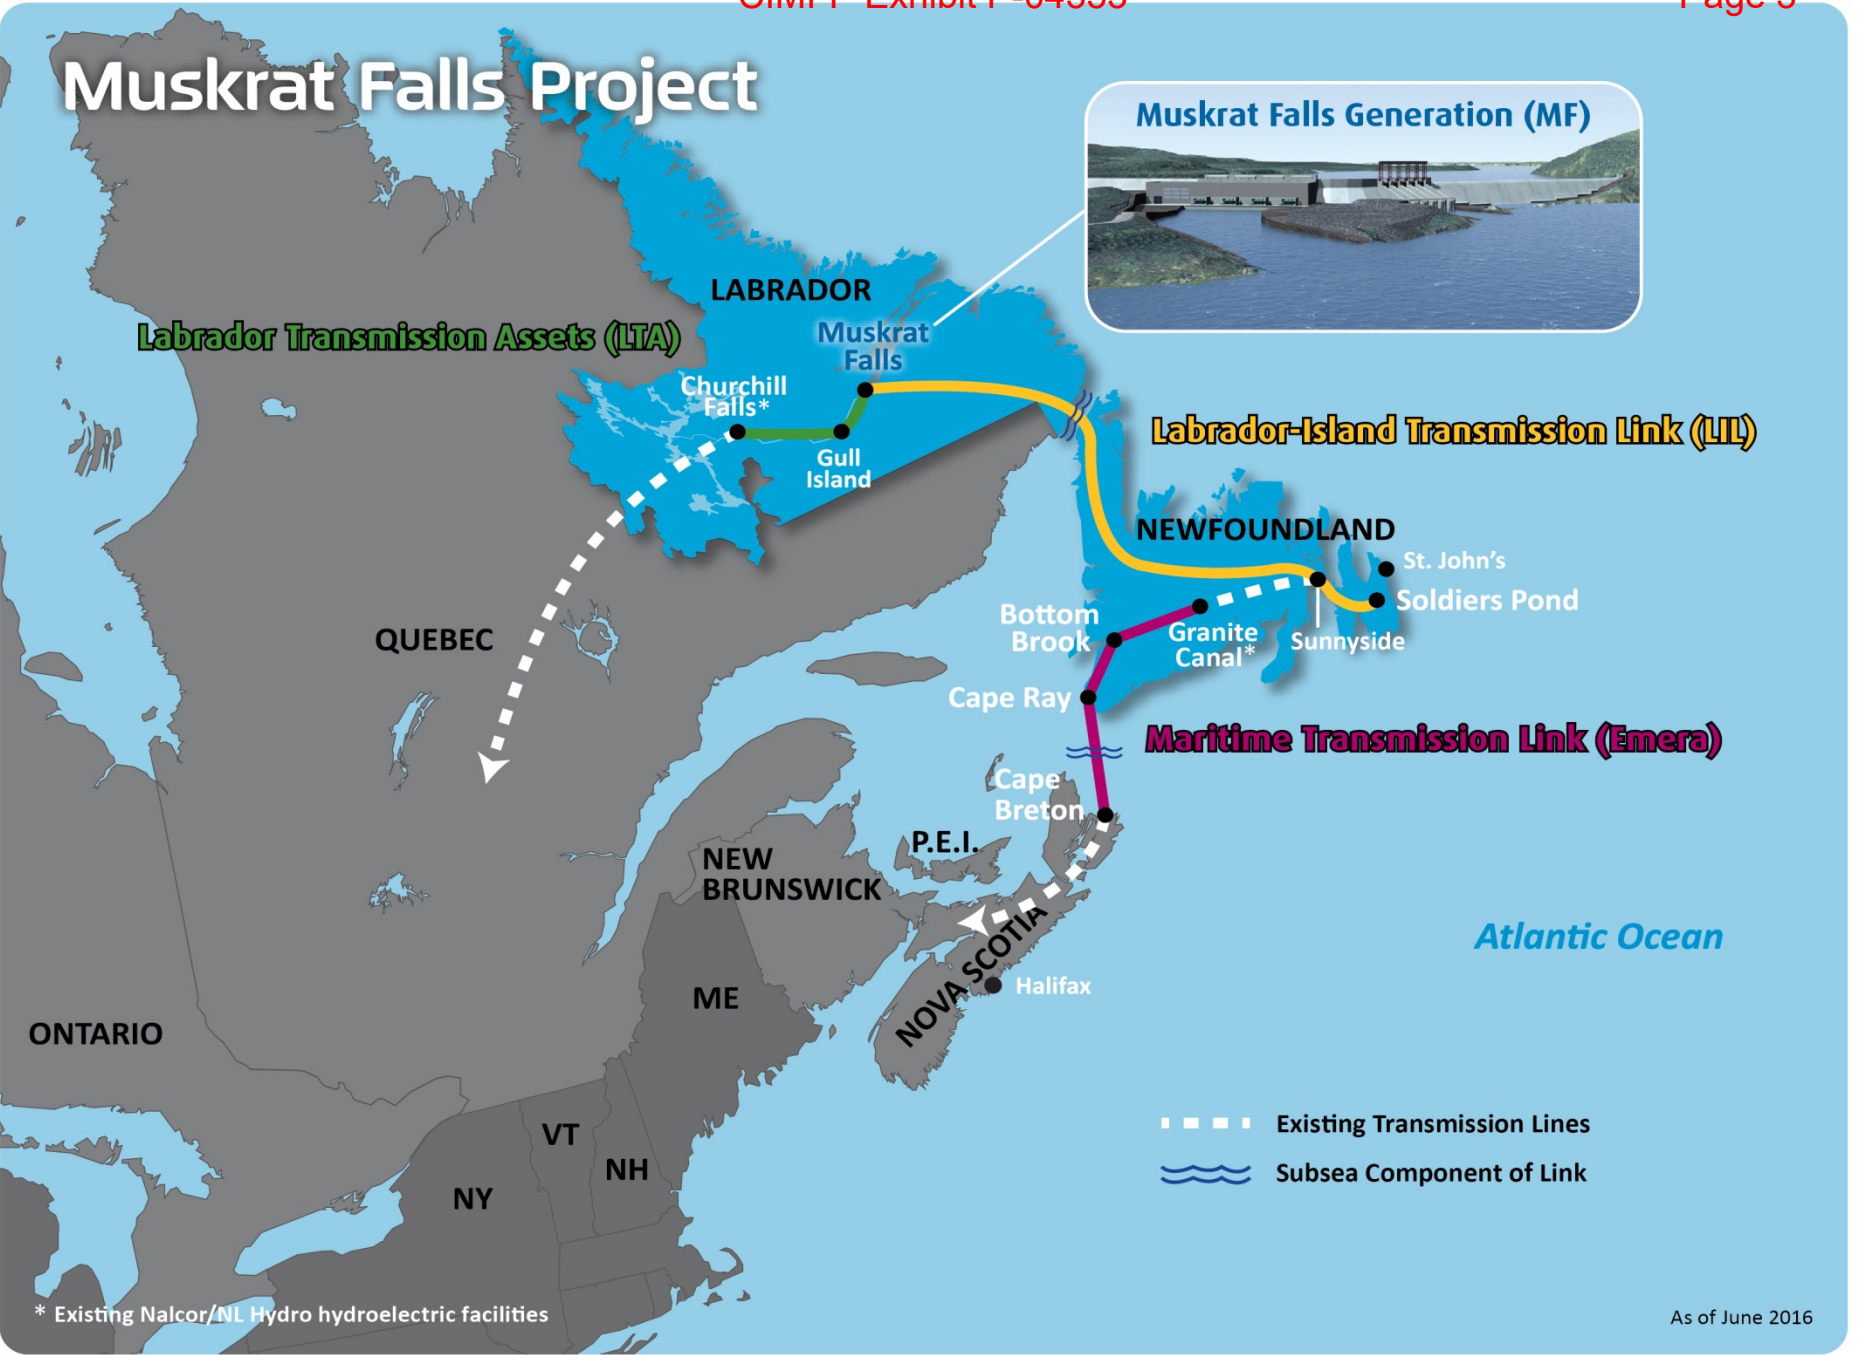 Muskrat Falls Project
Muskrat Falls Generation (MF)
LABRADOR
Labrador Transmission Assets (LTA)
Muskrat
Falls
Churchill
Falls*
Gull
Island
Labrador-Island Transmission Link (LIL)
NEWFOUNDLAND
St. John's
Soldiers Pond
Sunnyside
Bottom
Brook
Granite
Canal*
Cape Ray
QUEBEC
Maritime Transmission Link (Emera)
Cape
Breton
P.E.I.
NEW
BRUNSWICK
NOVA SCOTIA
Halifax
Atlantic Ocean
ME
ONTARIO
VT
NH
NY
Existing Transmission Lines
Subsea Component of Link
* Existing Nalcor/NL Hydro hydroelectric facilities
As of June 2016